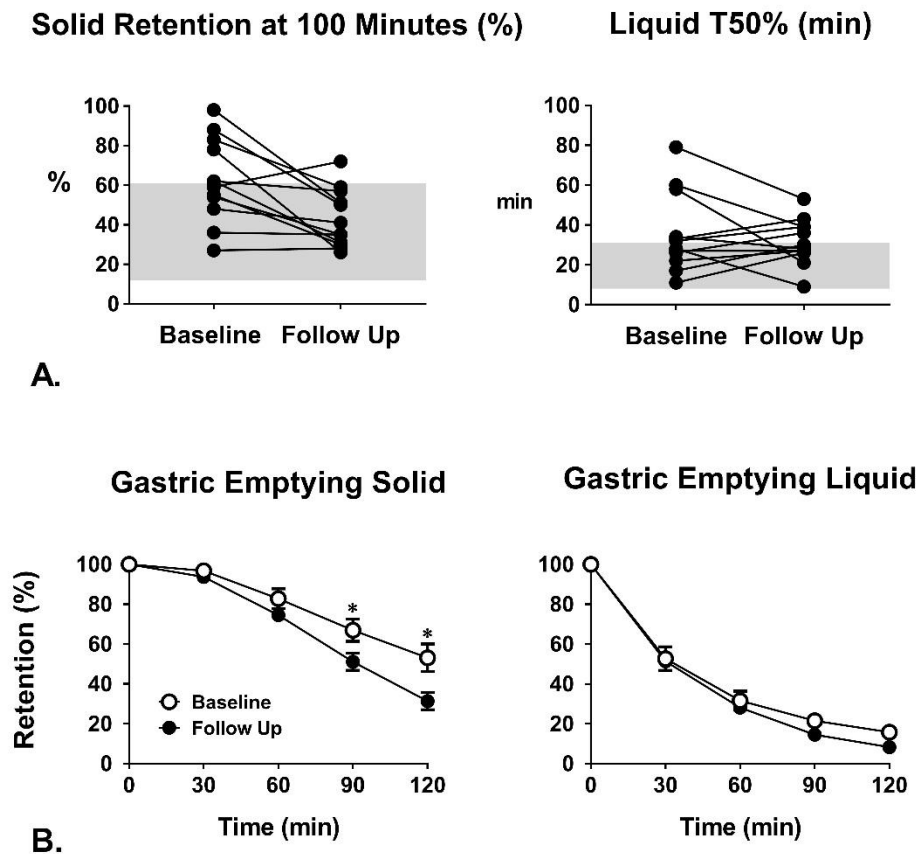 Solid Retention at 100 Minutes (%)
Liquid T50% (min)
100
80
60
40
20
0
%
Baseline Follow Up
100
80
60
40
20
0
min
Baseline Follow Up
A.
Gastric Emptying Solid
Gastric Emptying Liquid
Retention (%)
100
80
60
40
20
0
* *
Baseline
Follow Up
0 30 60 90 120
Time (min)
100
80
60
40
20
0
0 30 60 90 120
Time (min)
B.